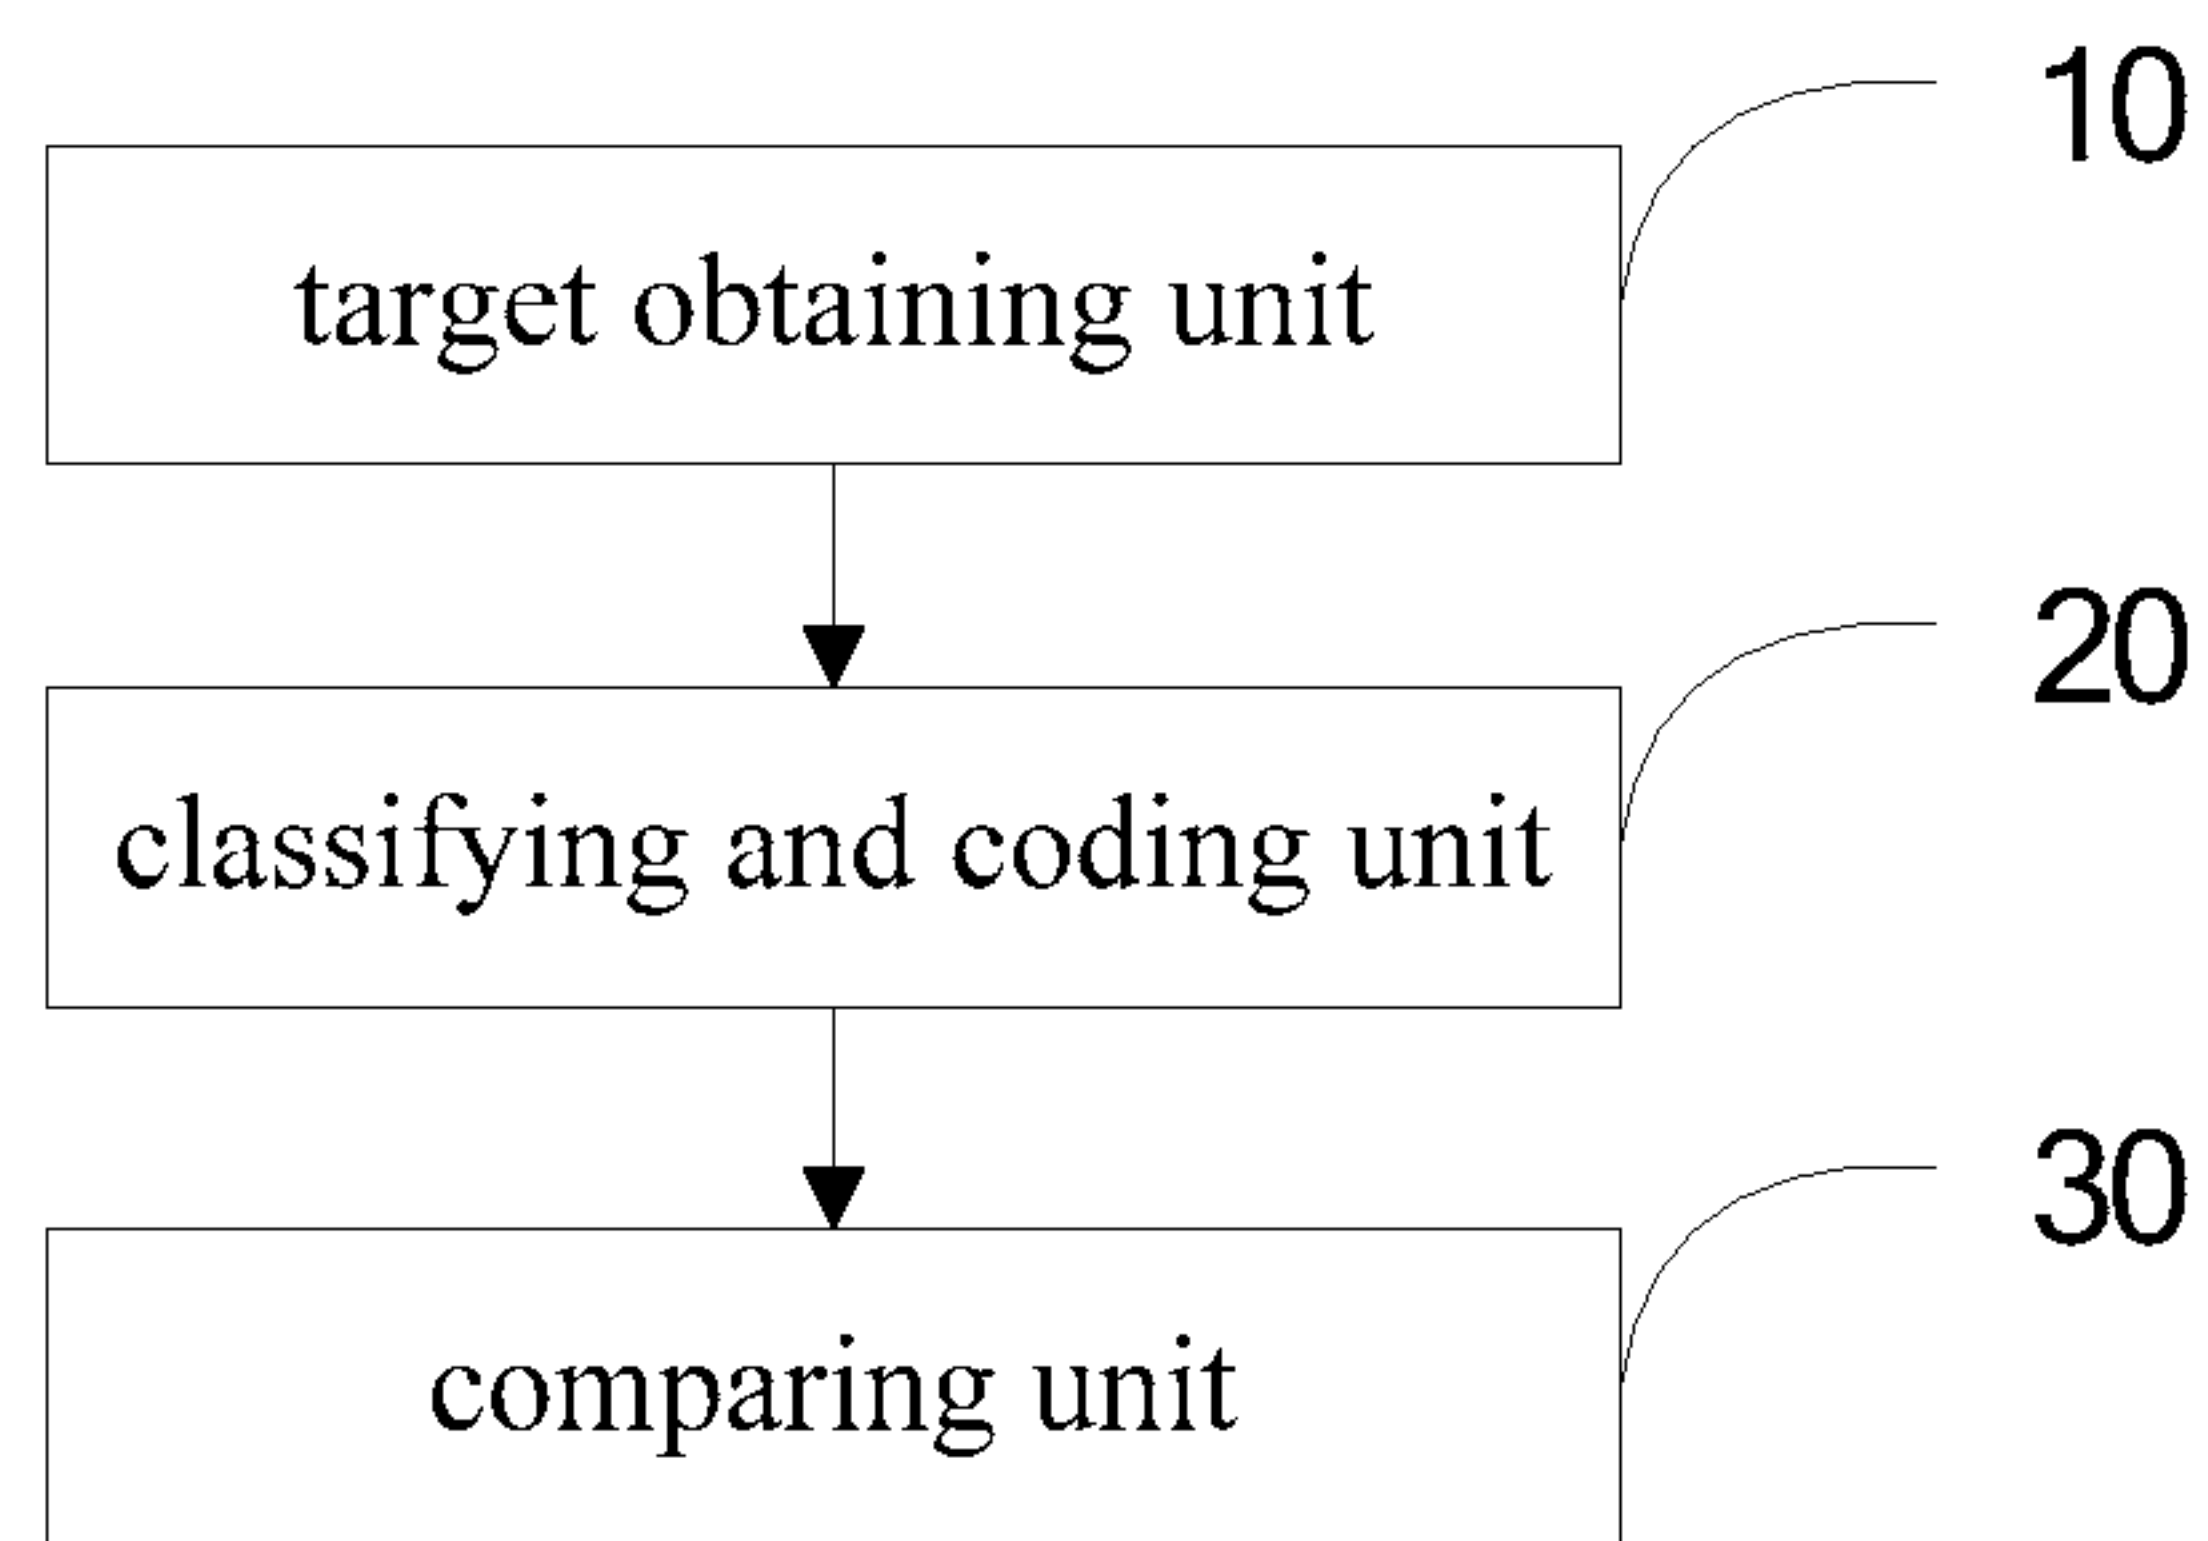 10
target obtaining unit
20
classifying and coding unit
30
comparing unit